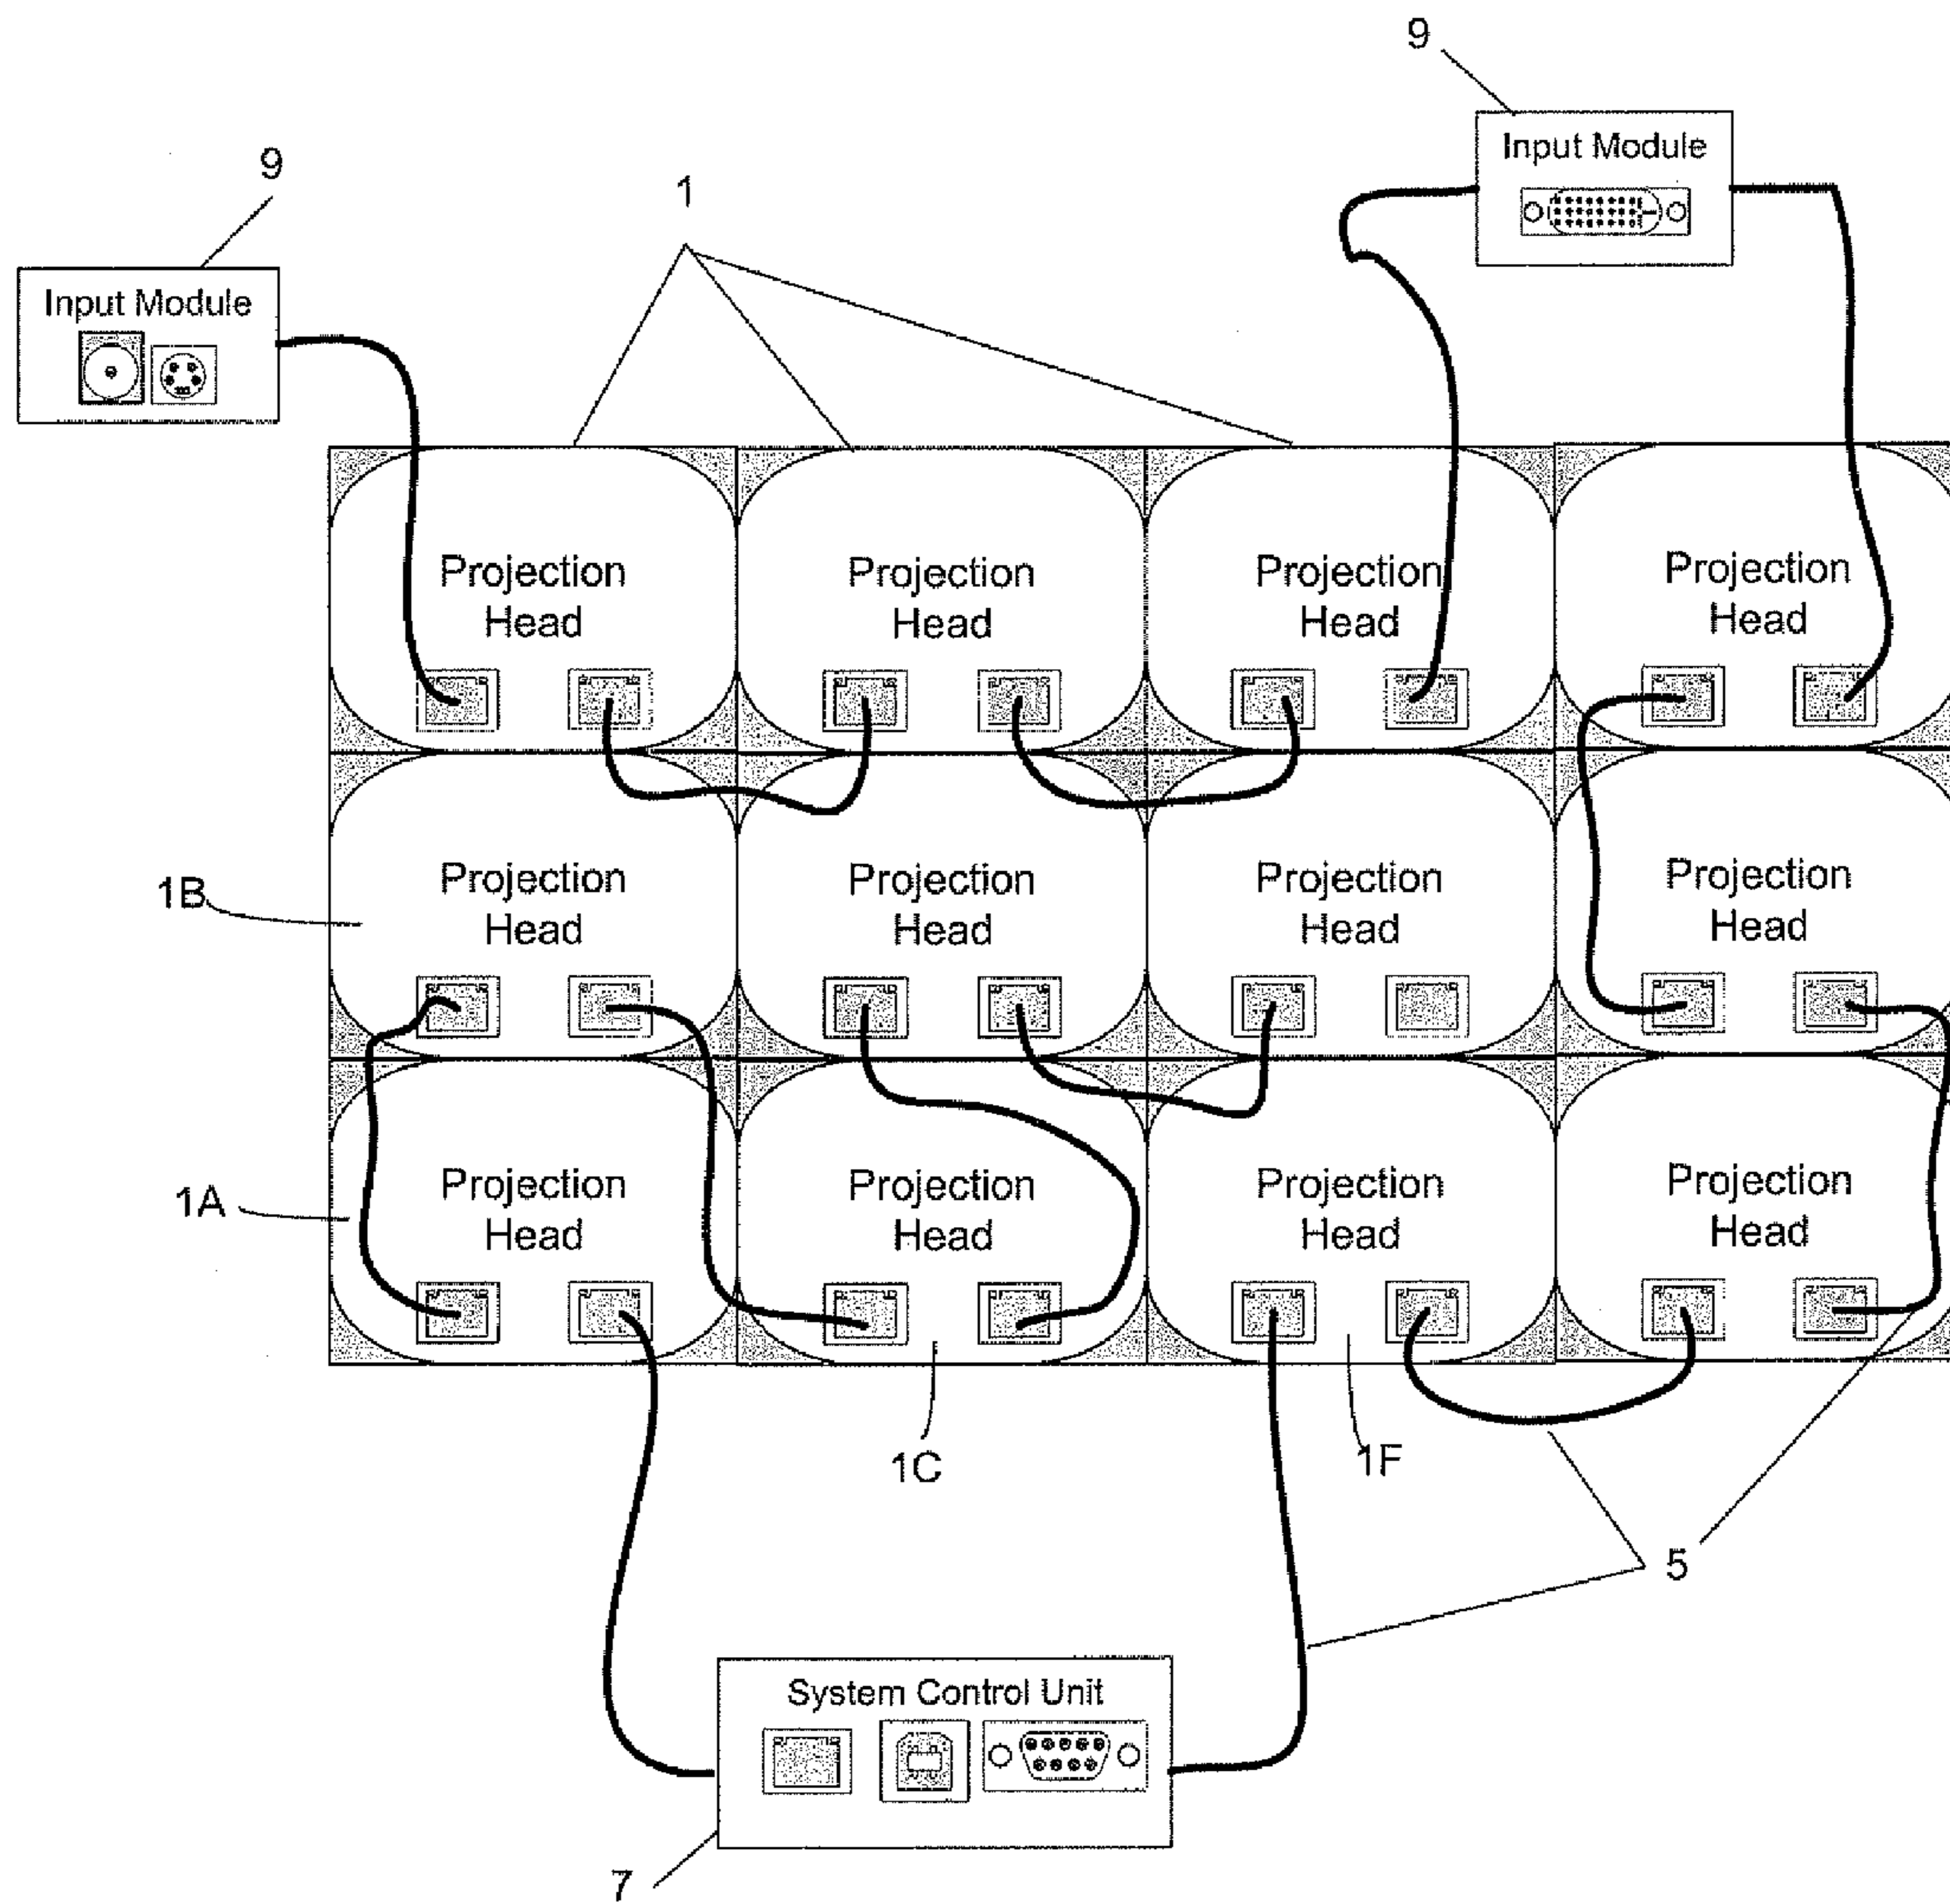 9
Input Module
9
1
Input Module
Projection
Head
Projection
Head
Projection
Head
Projection
Head
1B
Projection
Head
Projection
Head
Projection
Head
Projection
Head
1A
Projection
Head
Projection
Head
Projection
Head
Projection
Head
1C
1F
5
System Control Unit
7